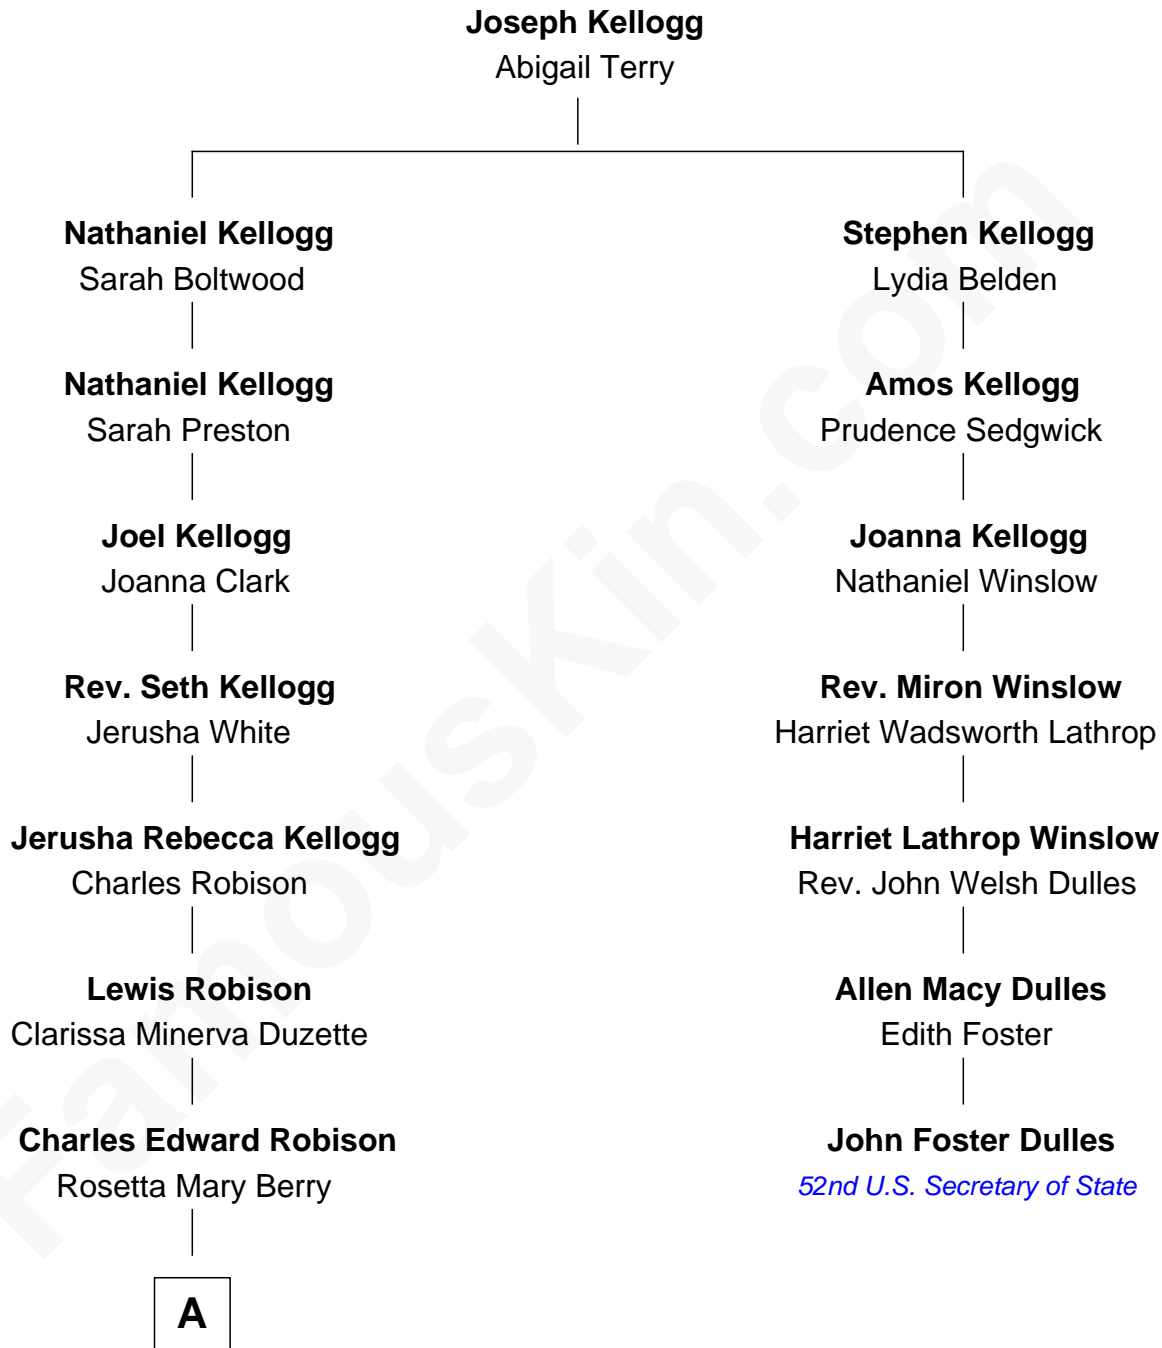 Joseph Kellogg
Abigail Terry
Nathaniel Kellogg
Sarah Boltwood
Nathaniel Kellogg
Sarah Preston
Joel Kellogg
Joanna Clark
Rev. Seth Kellogg
Jerusha White
Jerusha Rebecca Kellogg
Charles Robison
Lewis Robison
Clarissa Minerva Duzette
Charles Edward Robison
Rosetta Mary Berry
A
Stephen Kellogg
Lydia Belden
Amos Kellogg
Prudence Sedgwick
Joanna Kellogg
Nathaniel Winslow
Rev. Miron Winslow
Harriet Wadsworth Lathrop
Harriet Lathrop Winslow
Rev. John Welsh Dulles
Allen Macy Dulles
Edith Foster
John Foster Dulles
52nd U.S. Secretary of State
FamousKin.com